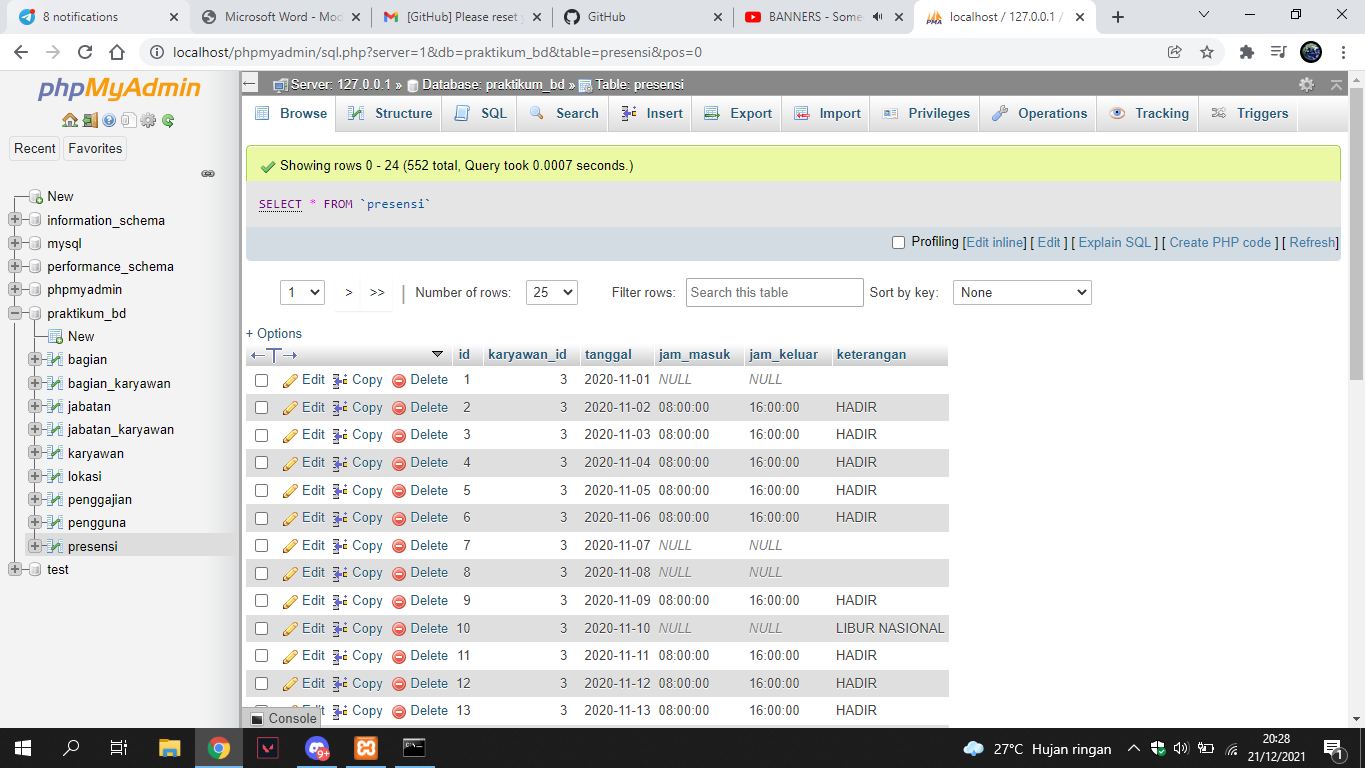 8 notifications
Microsoft Word - Mod
[GitHub] Please reset y
GitHub
BANNERS - Some
localhost / 127.0.0.1 /
localhost/phpmyadmin/sql.php?server=1&db=praktikum_bd&table=presensi&pos=0
phpMyAdmin
Recent
Favorites
New
information_schema
mysql
performance_schema
phpmyadmin
praktikum_bd
New
bagian
bagian_karyawan
jabatan
jabatan_karyawan
karyawan
lokasi
penggajian
pengguna
presensi
test
Server: 127.0.0.1 » Database: praktikum_bd » Table: presensi
Browse Structure SQL Search Insert Export Import Privileges Operations Tracking Triggers
Showing rows 0 - 24 (552 total, Query took 0.0007 seconds.)
SELECT * FROM `presensi`
Profiling [Edit inline] [ Edit ] [ Explain SQL ] [ Create PHP code ] [ Refresh]
1 > >> | Number of rows: 25 Filter rows: Search this table Sort by key: None
+ Options
←T→ id karyawan_id tanggal jam_masuk jam_keluar keterangan
Edit Copy Delete 1 3 2020-11-01 NULL NULL
Edit Copy Delete 2 3 2020-11-02 08:00:00 16:00:00 HADIR
Edit Copy Delete 3 3 2020-11-03 08:00:00 16:00:00 HADIR
Edit Copy Delete 4 3 2020-11-04 08:00:00 16:00:00 HADIR
Edit Copy Delete 5 3 2020-11-05 08:00:00 16:00:00 HADIR
Edit Copy Delete 6 3 2020-11-06 08:00:00 16:00:00 HADIR
Edit Copy Delete 7 3 2020-11-07 NULL NULL
Edit Copy Delete 8 3 2020-11-08 NULL NULL
Edit Copy Delete 9 3 2020-11-09 08:00:00 16:00:00 HADIR
Edit Copy Delete 10 3 2020-11-10 NULL NULL LIBUR NASIONAL
Edit Copy Delete 11 3 2020-11-11 08:00:00 16:00:00 HADIR
Edit Copy Delete 12 3 2020-11-12 08:00:00 16:00:00 HADIR
Copy Delete 13 3 2020-11-13 08:00:00 16:00:00 HADIR
Console
9+
27°C Hujan ringan
20:28
21/12/2021
1